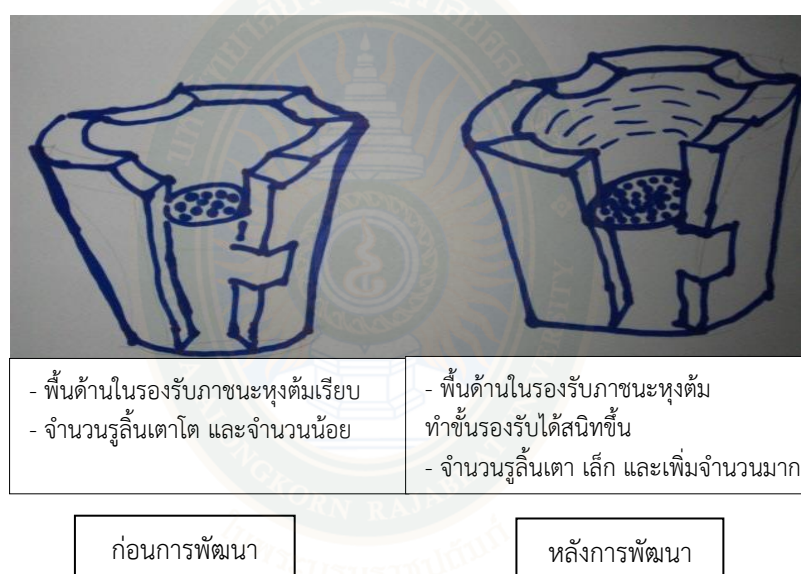 - พื้นด้านในรองรับภาชนะหุงต้มเรียบ
- จำนวนรูลิ้นเตาโต และจำนวนน้อย
- พื้นด้านในรองรับภาชนะหุงต้ม
ทำขั้นรองรับได้สนิทขึ้น
- จำนวนรูลิ้นเตา เล็ก และเพิ่มจำนวนมาก
ก่อนการพัฒนา
หลังการพัฒนา